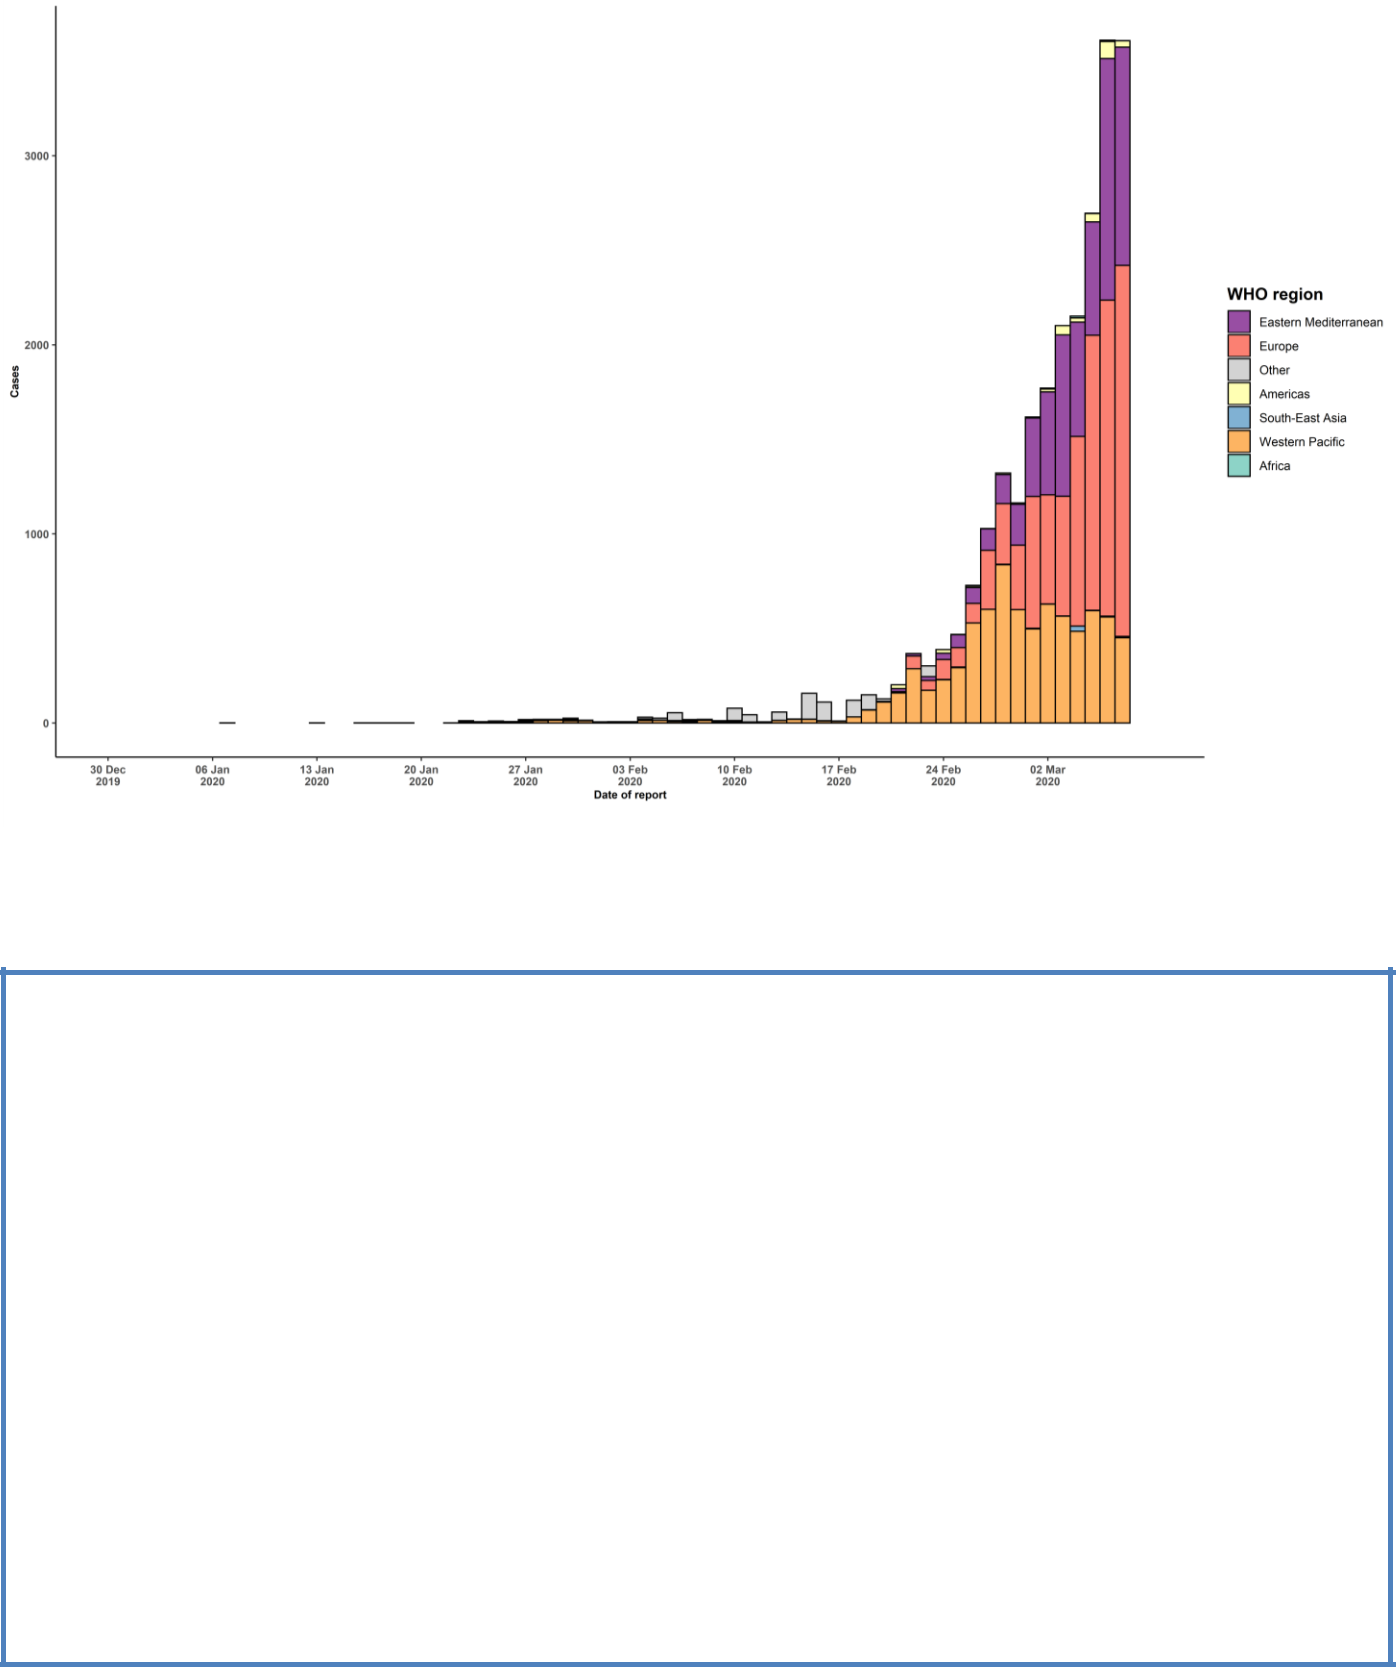 3000
2000
1000
0
Cases
30 Dec
2019
06 Jan
2020
13 Jan
2020
20 Jan
2020
27 Jan
2020
03 Feb
2020
10 Feb
2020
17 Feb
2020
24 Feb
2020
02 Mar
2020
Date of report
WHO region
Eastern Mediterranean
Europe
Other
Americas
South-East Asia
Western Pacific
Africa